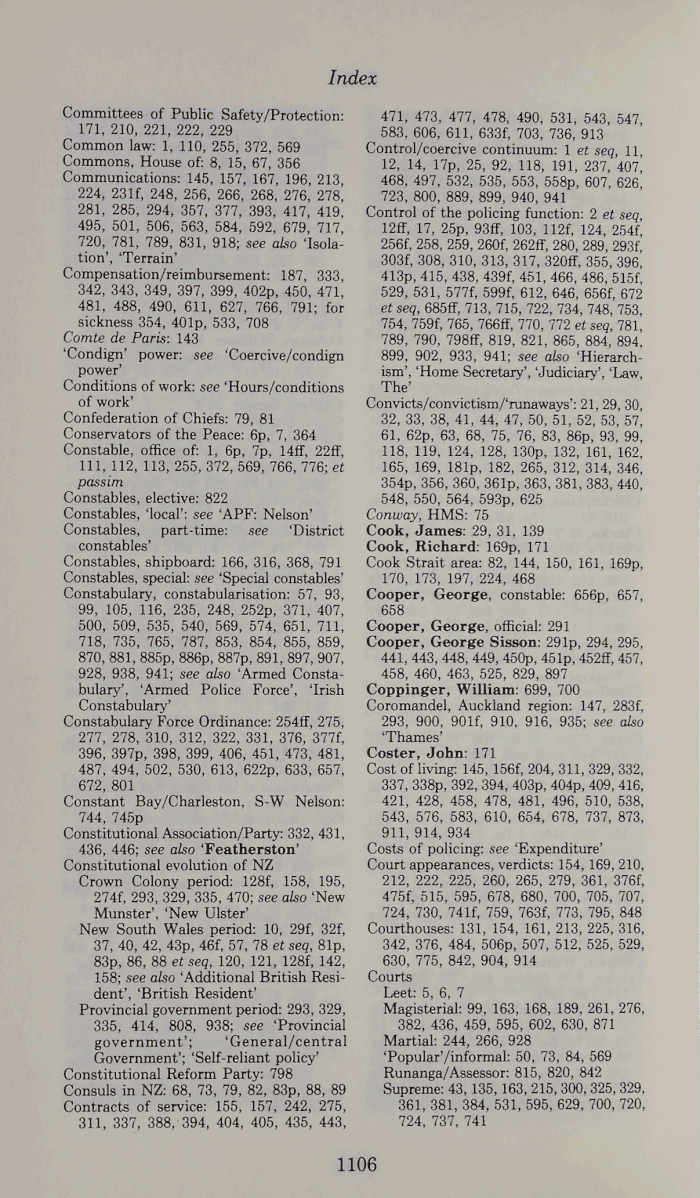 Index
Committees of Public Safety/Protection:
171, 210, 221, 222, 229
Common law: 1, 110, 255, 372, 569
Commons, House of: 8, 15, 67, 356
Communications: 145, 157, 167, 196, 213,
224, 231f, 248, 256, 266, 268, 276, 278,
281, 285, 294, 357, 377, 393, 417, 419,
495, 501, 506, 563, 584, 592, 679, 717,
720, 781, 789, 831, 918; see also ‘Isola-
tion’, ‘Terrain’
Compensation/reimbursement: 187, 333,
342, 343, 349, 397, 399, 402p, 450, 471,
481, 488, 490, 611, 627, 766, 791; for
sickness 354, 401p, 533, 708
Comte de Paris: 143
‘Condign’ power: see ‘Coercive/condign
power’
Conditions of work: see ‘Hours/conditions
of work’
Confederation of Chiefs: 79, 81
Conservators of the Peace: 6p, 7, 364
Constable, office of: 1, 6p, 7p, 14ff, 22ff,
111, 112, 113, 255, 372, 569, 766, 776; et
passim
Constables, elective: 822
Constables, ‘local’: see ‘APF: Nelson’
Constables, part-time: see ‘District
constables’
Constables, shipboard: 166, 316, 368, 791
Constables, special: see ‘Special constables’
Constabulary, constabularisation: 57, 93,
99, 105, 116, 235, 248, 252p, 371, 407,
500, 509, 535, 540, 569, 574, 651, 711,
718, 735, 765, 787, 853, 854, 855, 859,
870, 881, 885p, 886p, 887p, 891, 897, 907,
928, 938, 941; see also ‘Armed Consta-
bulary’, ‘Armed Police Force’, ‘Irish
Constabulary’
Constabulary Force Ordinance: 254ff, 275,
277, 278, 310, 312, 322, 331, 376, 377f,
396, 397p, 398, 399, 406, 451, 473, 481,
487, 494, 502, 530, 613, 622p, 633, 657,
672, 801
Constant Bay/Charleston, S-W Nelson:
744, 745p
Constitutional Association/Party: 332, 431,
436, 446; see also ‘Featherston’
Constitutional evolution of NZ
Crown Colony period: 128f, 158, 195,
274f, 293, 329, 335, 470; see also ‘New
Munster’, ‘New Ulster’
New South Wales period: 10, 29f, 32f,
37, 40, 42, 43p, 46f, 57, 78 et seq, 81p,
83p, 86, 88 et seq, 120, 121, 128f, 142,
158; see also ‘Additional British Resi-
dent’, ‘British Resident’
Provincial government period: 293, 329,
335, 414, 808, 938; see ‘Provincial
government’; ‘General/central
Government’; ‘Self-reliant policy’
Constitutional Reform Party: 798
Consuls in NZ: 68, 73, 79, 82, 83p, 88, 89
Contracts of service: 155, 157, 242, 275,
311, 337, 388, 394, 404, 405, 435, 443,
471, 473, 477, 478, 490, 531, 543, 547,
583, 606, 611, 633f, 703, 736, 913
Control/coercive continuum: 1 et seq, 11,
12, 14, 17p, 25, 92, 118, 191, 237, 407,
468, 497, 532, 535, 553, 558p, 607, 626,
723, 800, 889, 899, 940, 941
Control of the policing function: 2 et seq,
12ff, 17, 25p, 93ff, 103, 112f, 124, 254f,
256f, 258, 259, 260f, 262ff, 280, 289, 293f,
303f, 308, 310, 313, 317, 320ff, 355, 396,
413p, 415, 438, 439f, 451, 466, 486, 515f,
529, 531, 577f, 599f, 612, 646, 656f, 672
et seq, 685ff, 713, 715, 722, 734, 748, 753,
754, 759f, 765, 766ff, 770, 772 et seq, 781,
789, 790, 798ff, 819, 821, 865, 884, 894,
899, 902, 933, 941; see also ‘Hierarch-
ism’, ‘Home Secretary’, ‘Judiciary’, ‘Law,
The’
Convicts/convictism/‘runaways’: 21, 29, 30,
32, 33, 38, 41, 44, 47, 50, 51, 52, 53, 57,
61, 62p, 63, 68, 75, 76, 83, 86p, 93, 99,
118, 119, 124, 128, 130p, 132, 161, 162,
165, 169, 181p, 182, 265, 312, 314, 346,
354p, 356, 360, 361p, 363, 381, 383, 440,
548, 550, 564, 593p, 625
Conway, HMS: 75
Cook, James: 29, 31, 139
Cook, Richard: 169p, 171
Cook Strait area: 82, 144, 150, 161, 169p,
170, 173, 197, 224, 468
Cooper, George, constable: 656p, 657,
658
Cooper, George, official: 291
Cooper, George Sisson: 291p, 294, 295,
441, 443, 448, 449, 450p, 451p, 452ff, 457,
458, 460, 463, 525, 829, 897
Coppinger, William: 699, 700
Coromandel, Auckland region: 147, 283f,
293, 900, 901f, 910, 916, 935; see also
‘Thames’
Coster, John: 171
Cost of living: 145, 156f, 204, 311, 329, 332,
337, 338p, 392, 394, 403p, 404p, 409, 416,
421, 428, 458, 478, 481, 496, 510, 538,
543, 576, 583, 610, 654, 678, 737, 873,
911, 914, 934
Costs of policing: see ‘Expenditure’
Court appearances, verdicts: 154, 169, 210,
212, 222, 225, 260, 265, 279, 361, 376f,
475f, 515, 595, 678, 680, 700, 705, 707,
724, 730, 741f, 759, 763f, 773, 795, 848
Courthouses: 131, 154, 161, 213, 225, 316,
342, 376, 484, 506p, 507, 512, 525, 529,
630, 775, 842, 904, 914
Courts
Leet: 5, 6, 7
Magisterial: 99, 163, 168, 189, 261, 276,
382, 436, 459, 595, 602, 630, 871
Martial: 244, 266, 928
‘Popular’/informal: 50, 73, 84, 569
Runanga/Assessor: 815, 820, 842
Supreme: 43, 135, 163, 215, 300, 325, 329,
361, 381, 384, 531, 595, 629, 700, 720,
724, 737, 741
1106